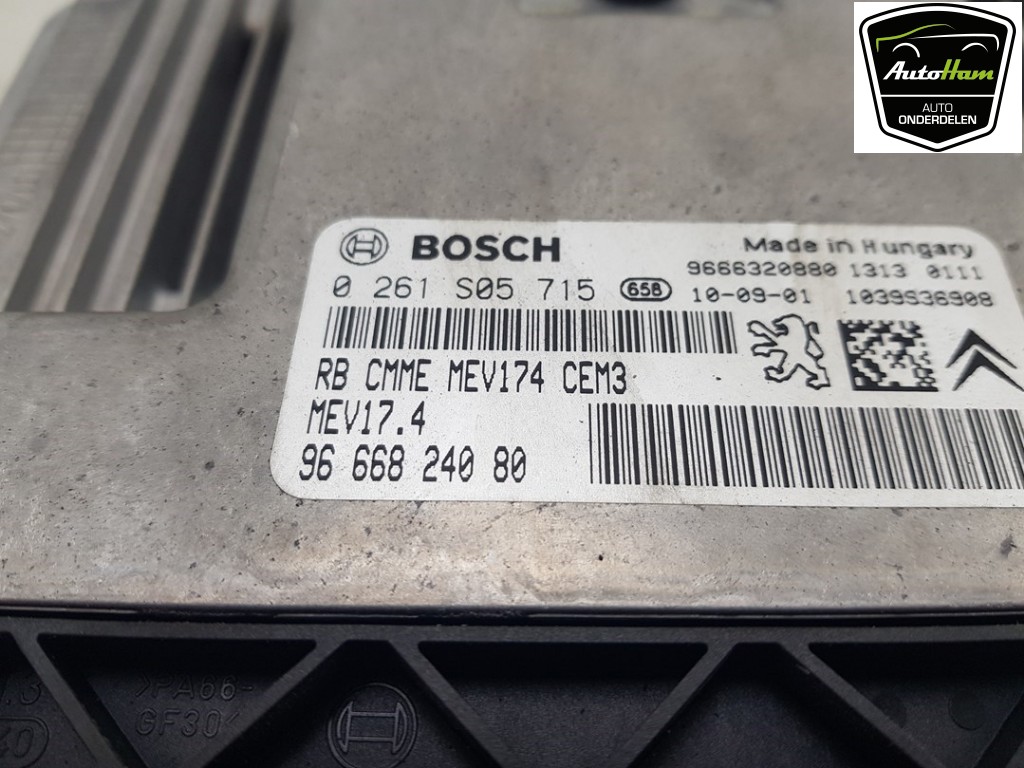 AutoHam
AUTO
ONDERDELEN
BOSCH
Made in Hungary
0 261 S05 715
658
9666320880 1313 0111
10-09-01
1039S36908
RB CMME MEV174 CEM3
MEV17.4
96 668 240 80
>PA66-
GF30<